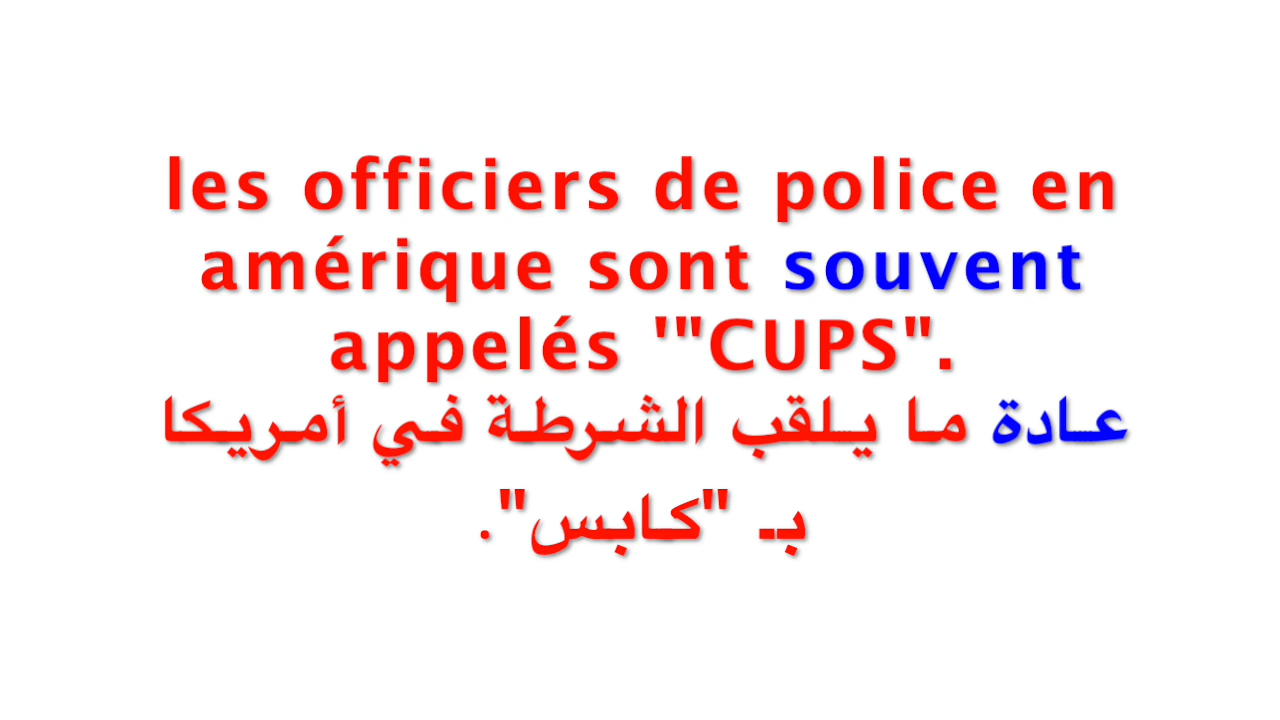 les officiers de police en
amérique sont souvent
appelés '"CUPS".
عادة ما يلقب الشرطة في أمريكا
بـ "كابس".